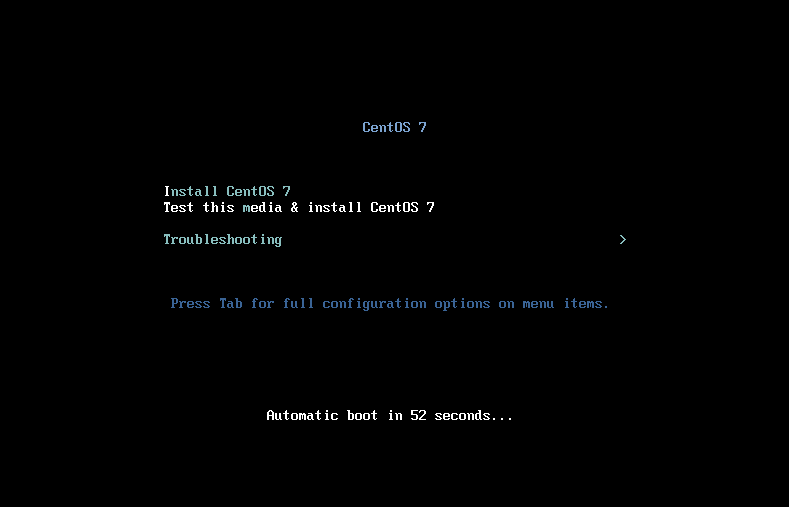 CentOS 7
Install CentOS 7
Test this media & install CentOS 7
Troubleshooting >
Press Tab for full configuration options on menu items.
Automatic boot in 52 seconds...